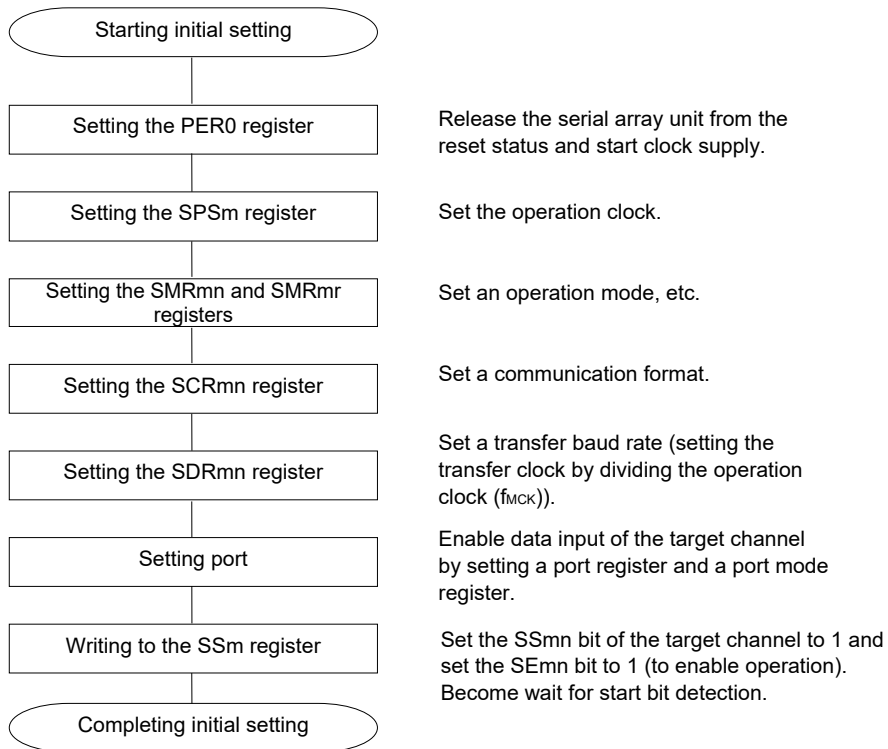 Starting initial setting
Setting the PER0 register
Release the serial array unit from the
reset status and start clock supply.
Setting the SPSm register
Set the operation clock.
Setting the SMRmn and SMRmr
registers
Set an operation mode, etc.
Setting the SCRmn register
Set a communication format.
Setting the SDRmn register
Set a transfer baud rate (setting the
transfer clock by dividing the operation
clock (fMCK)).
Setting port
Enable data input of the target channel
by setting a port register and a port mode
register.
Writing to the SSm register
Set the SSmn bit of the target channel to 1 and
set the SEmn bit to 1 (to enable operation).
Become wait for start bit detection.
Completing initial setting